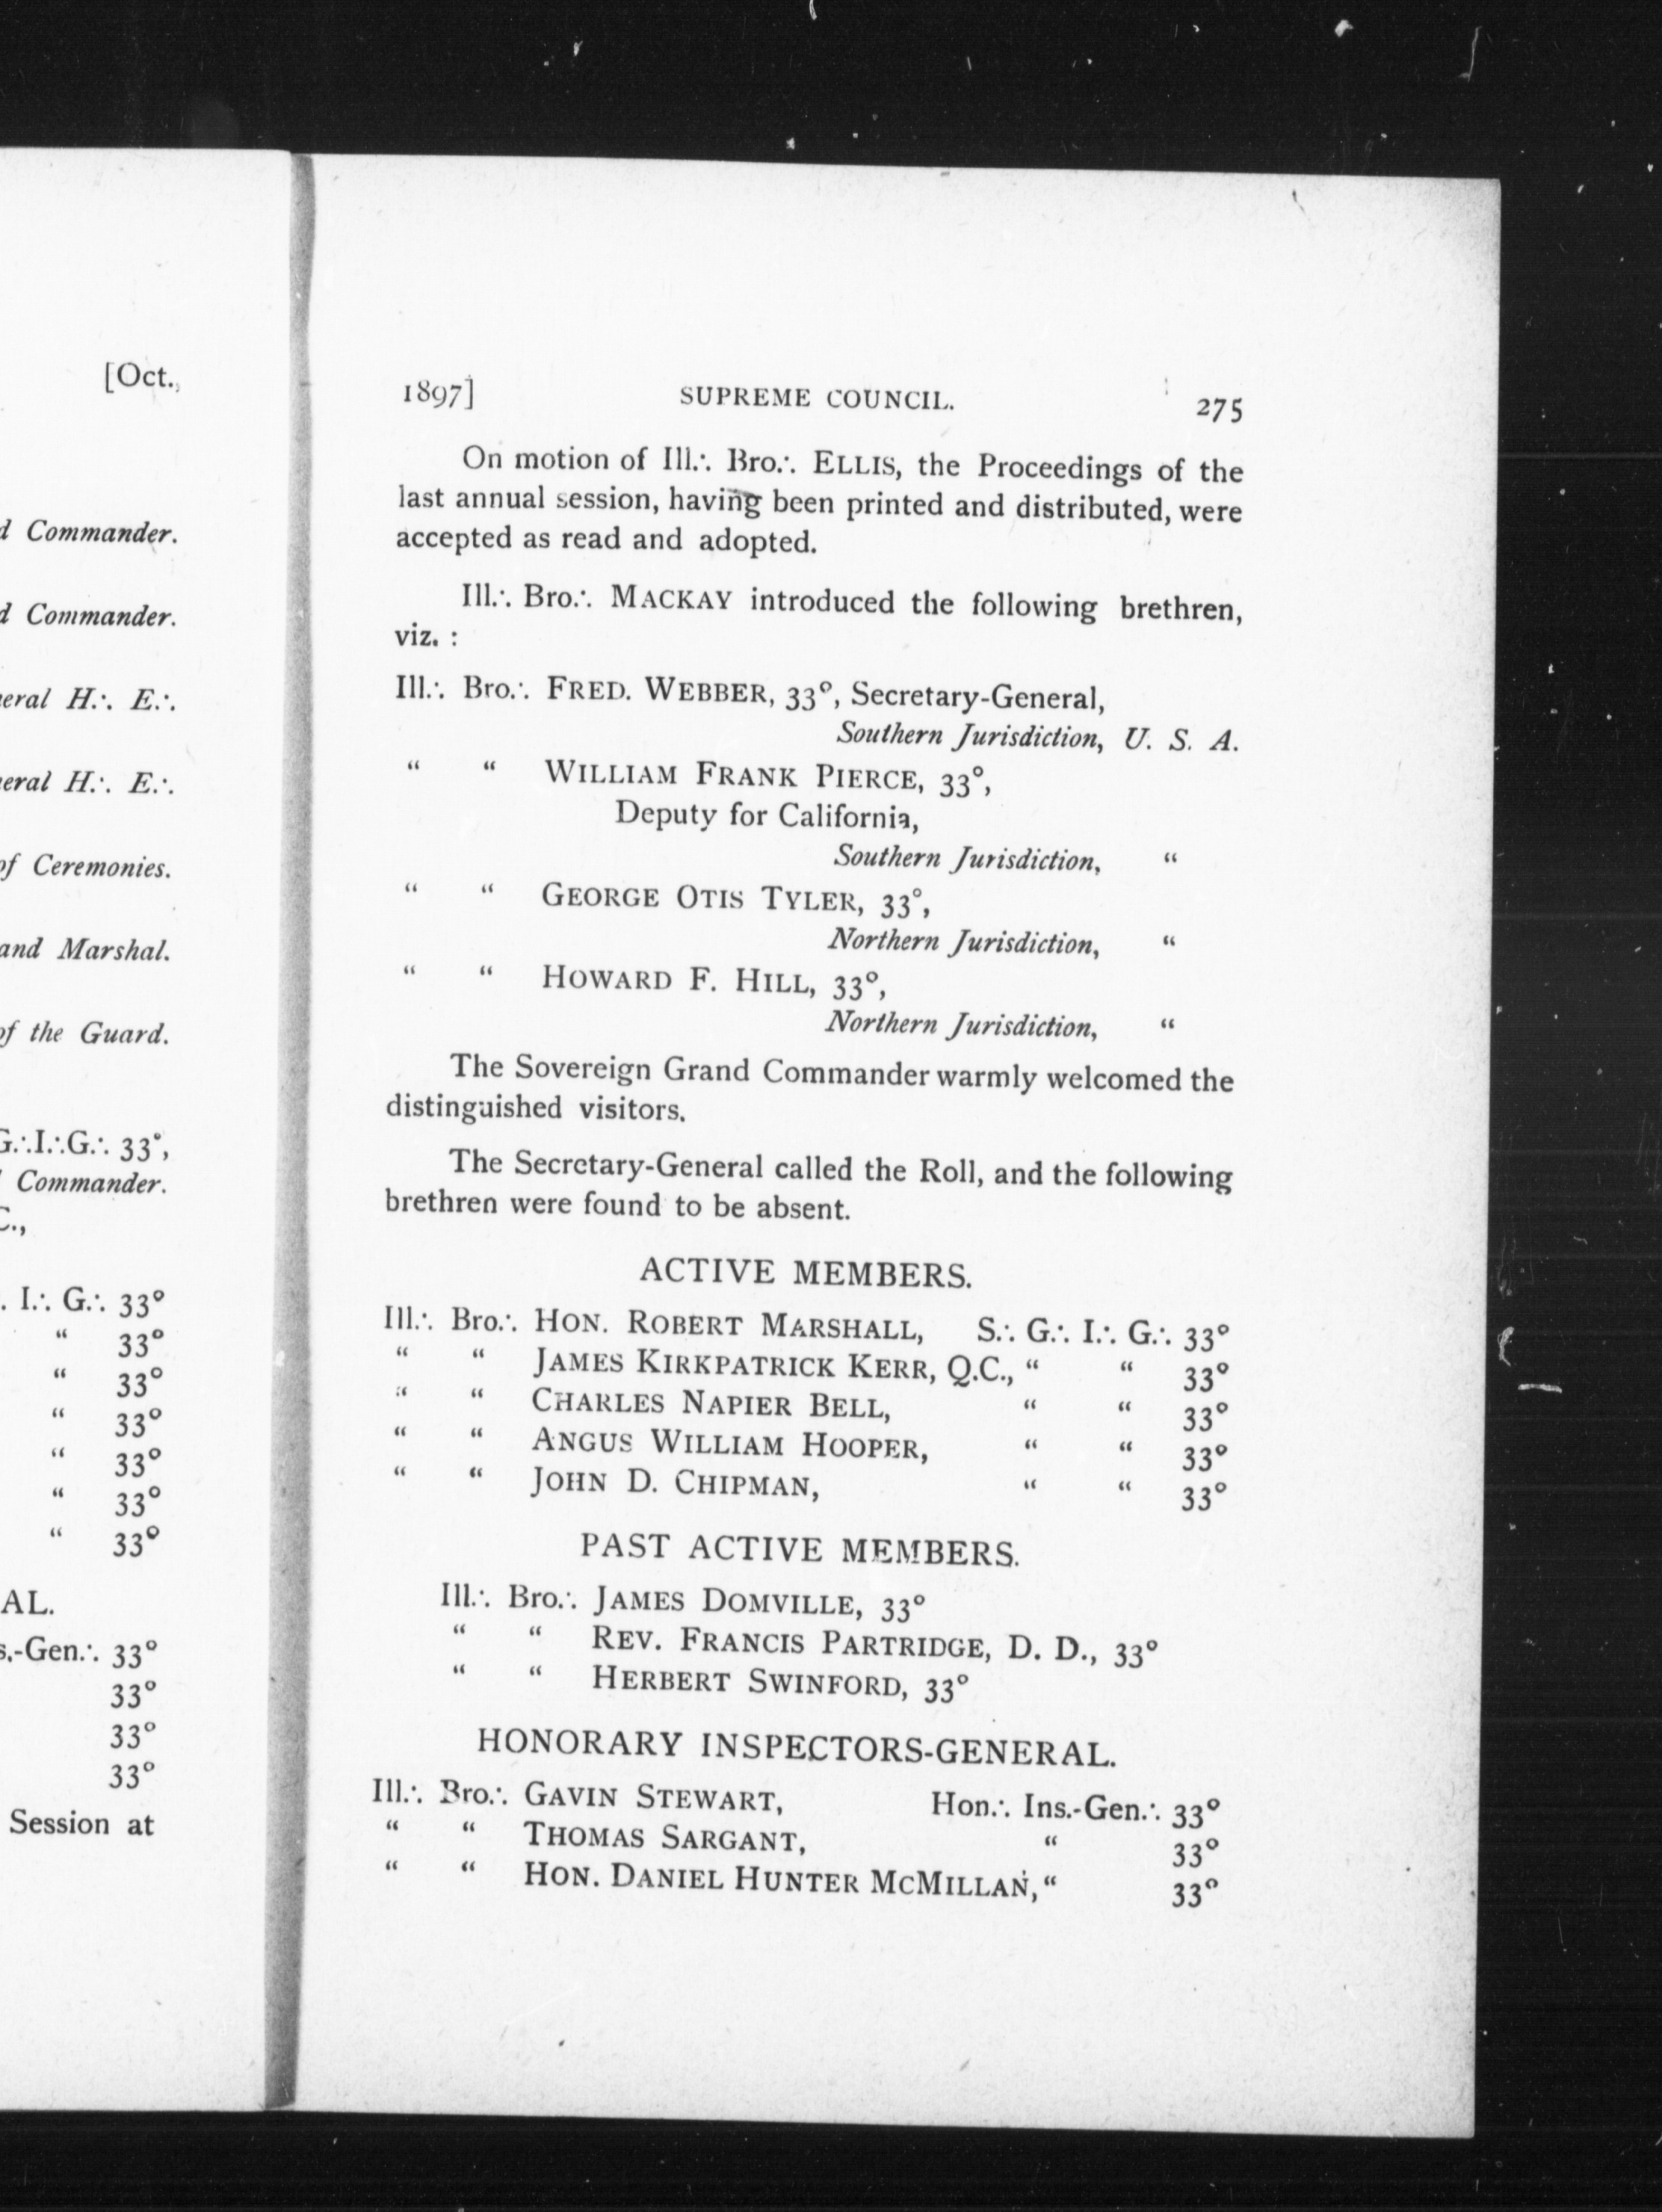 [Oct.,
Commander.
Commander.
H∴ E∴
H∴ E∴
of Ceremonies.
Marshal.
of the Guard.
G∴I∴G∴ 33°,
Commander.
I∴ G∴ 33°
“ 33°
“ 33°
“ 33°
“ 33°
“ 33°
“ 33°
-Gen∴ 33°
33°
33°
33°
Session at
1897] SUPREME COUNCIL. 275
On motion of Ill∴ Bro∴ ELLIS, the Proceedings of the
last annual session, having been printed and distributed, were
accepted as read and adopted.
Ill∴ Bro∴ MACKAY introduced the following brethren,
viz. :
Ill∴ Bro∴ FRED. WEBBER, 33°, Secretary-General,
Southern Jurisdiction, U. S. A.
“ “ WILLIAM FRANK PIERCE, 33°,
Deputy for California,
Southern Jurisdiction, “
“ “ GEORGE OTIS TYLER, 33°,
Northern Jurisdiction, “
“ “ HOWARD F. HILL, 33°,
Northern Jurisdiction, “
The Sovereign Grand Commander warmly welcomed the
distinguished visitors.
The Secretary-General called the Roll, and the following
brethren were found to be absent.
ACTIVE MEMBERS.
Ill∴ Bro∴ HON. ROBERT MARSHALL, S∴ G∴ I∴ G∴ 33°
“ “ JAMES KIRKPATRICK KERR, Q.C., “ “ 33°
“ “ CHARLES NAPIER BELL, “ “ 33°
“ “ ANGUS WILLIAM HOOPER, “ “ 33°
“ “ JOHN D. CHIPMAN, “ “ 33°
PAST ACTIVE MEMBERS.
Ill∴ Bro∴ JAMES DOMVILLE, 33°
“ “ REV. FRANCIS PARTRIDGE, D. D., 33°
“ “ HERBERT SWINFORD, 33°
HONORARY INSPECTORS-GENERAL.
Ill∴ Bro∴ GAVIN STEWART, Hon∴ Ins.-Gen∴ 33°
“ “ THOMAS SARGANT, “ 33°
“ “ HON. DANIEL HUNTER MCMILLAN, “ 33°